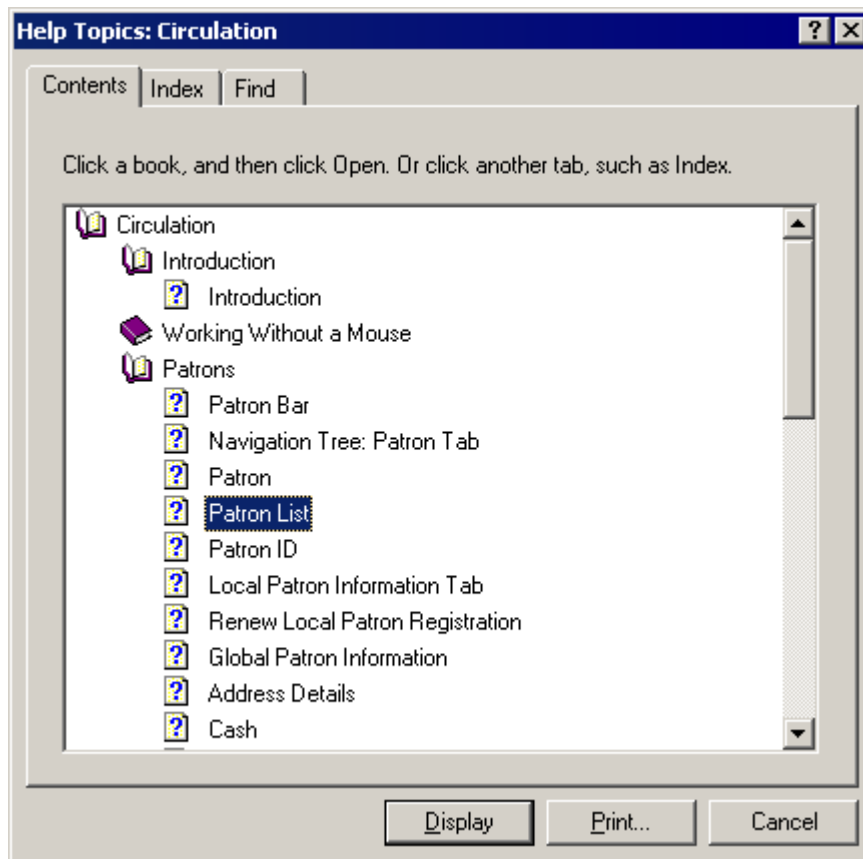 Help Topics: Circulation
Contents Index Find
Click a book, and then click Open. Or click another tab, such as Index.
Circulation
Introduction
? Introduction
Working Without a Mouse
Patrons
? Patron Bar
? Navigation Tree: Patron Tab
? Patron
? Patron List
? Patron ID
? Local Patron Information Tab
? Renew Local Patron Registration
? Global Patron Information
? Address Details
? Cash
Display Print... Cancel